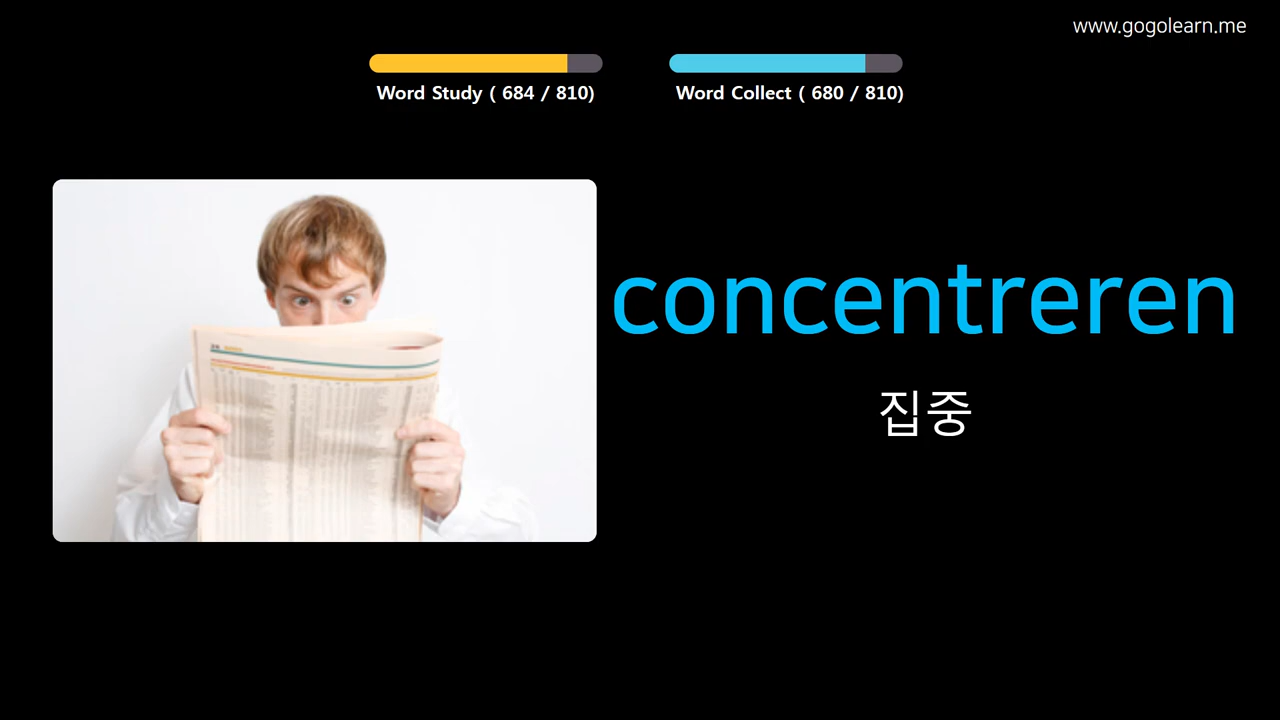 www.gogolearn.me
Word Study ( 684 / 810)
Word Collect ( 680 / 810)
concentreren
집중